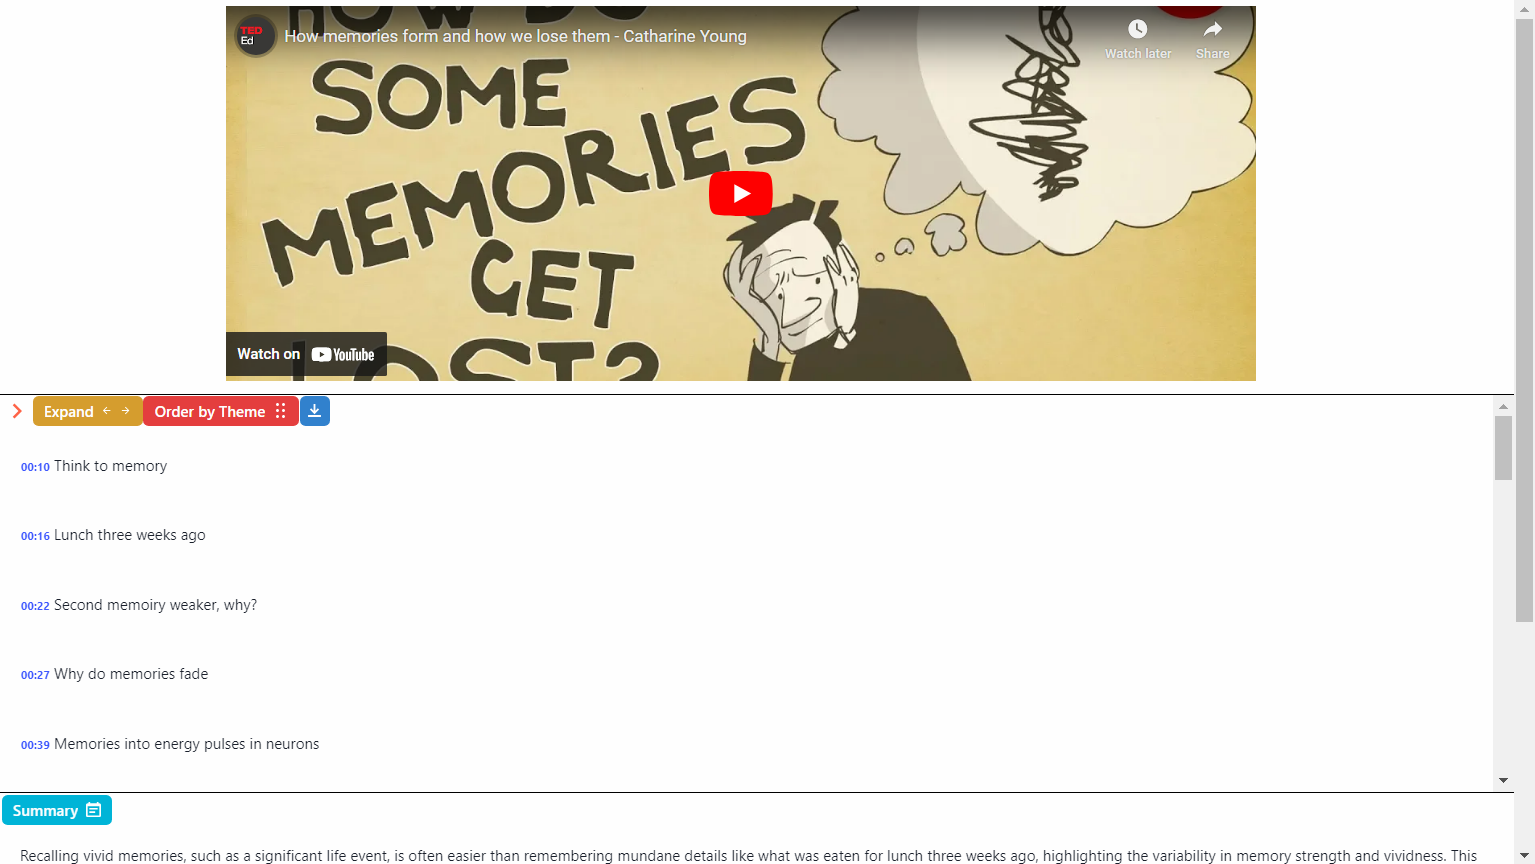 HOW DO
TED
Ed
How memories form and how we lose them - Catharine Young
Watch later
Share
SOME
MEMORIES
GET
LOST?
Watch on YouTube
Expand
Order by Theme
00:10 Think to memory
00:16 Lunch three weeks ago
00:22 Second memoiry weaker, why?
00:27 Why do memories fade
00:39 Memories into energy pulses in neurons
Summary
Recalling vivid memories, such as a significant life event, is often easier than remembering mundane details like what was eaten for lunch three weeks ago, highlighting the variability in memory strength and vividness. This